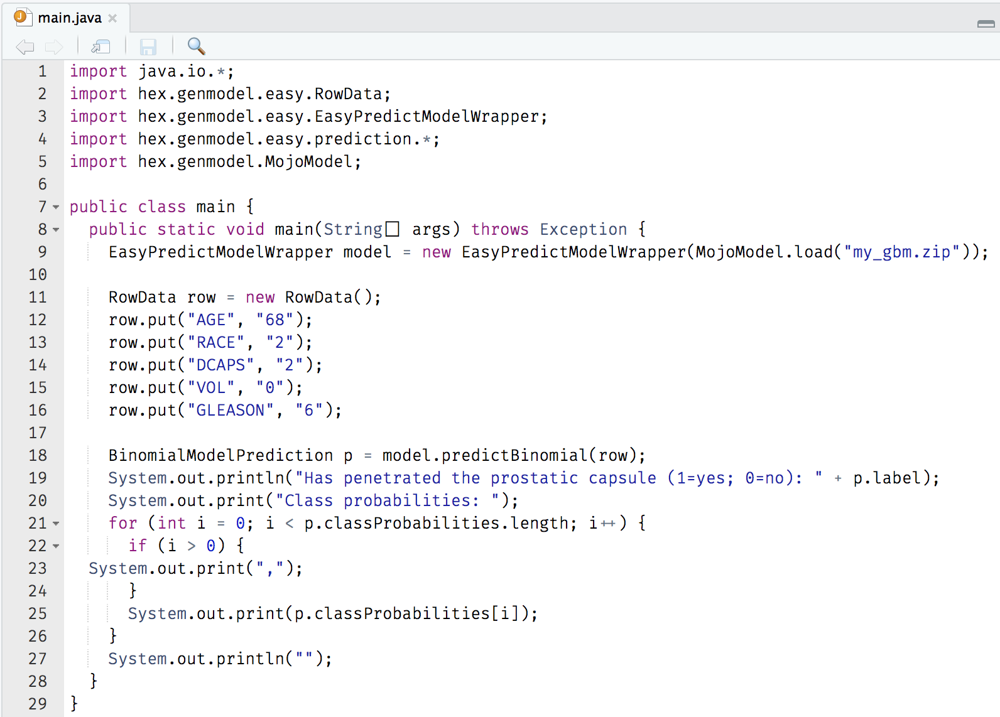 main.java
1 import java.io.*;
2 import hex.genmodel.easy.RowData;
3 import hex.genmodel.easy.EasyPredictModelWrapper;
4 import hex.genmodel.easy.prediction.*;
5 import hex.genmodel.MojoModel;
6
7 public class main {
8   public static void main(String[] args) throws Exception {
9     EasyPredictModelWrapper model = new EasyPredictModelWrapper(MojoModel.load("my_gbm.zip"));
10
11     RowData row = new RowData();
12     row.put("AGE", "68");
13     row.put("RACE", "2");
14     row.put("DCAPS", "2");
15     row.put("VOL", "0");
16     row.put("GLEASON", "6");
17
18     BinomialModelPrediction p = model.predictBinomial(row);
19     System.out.println("Has penetrated the prostatic capsule (1=yes; 0=no): " + p.label);
20     System.out.print("Class probabilities: ");
21     for (int i = 0; i < p.classProbabilities.length; i++) {
22       if (i > 0) {
23   System.out.print(",");
24       }
25       System.out.print(p.classProbabilities[i]);
26     }
27     System.out.println("");
28   }
29 }